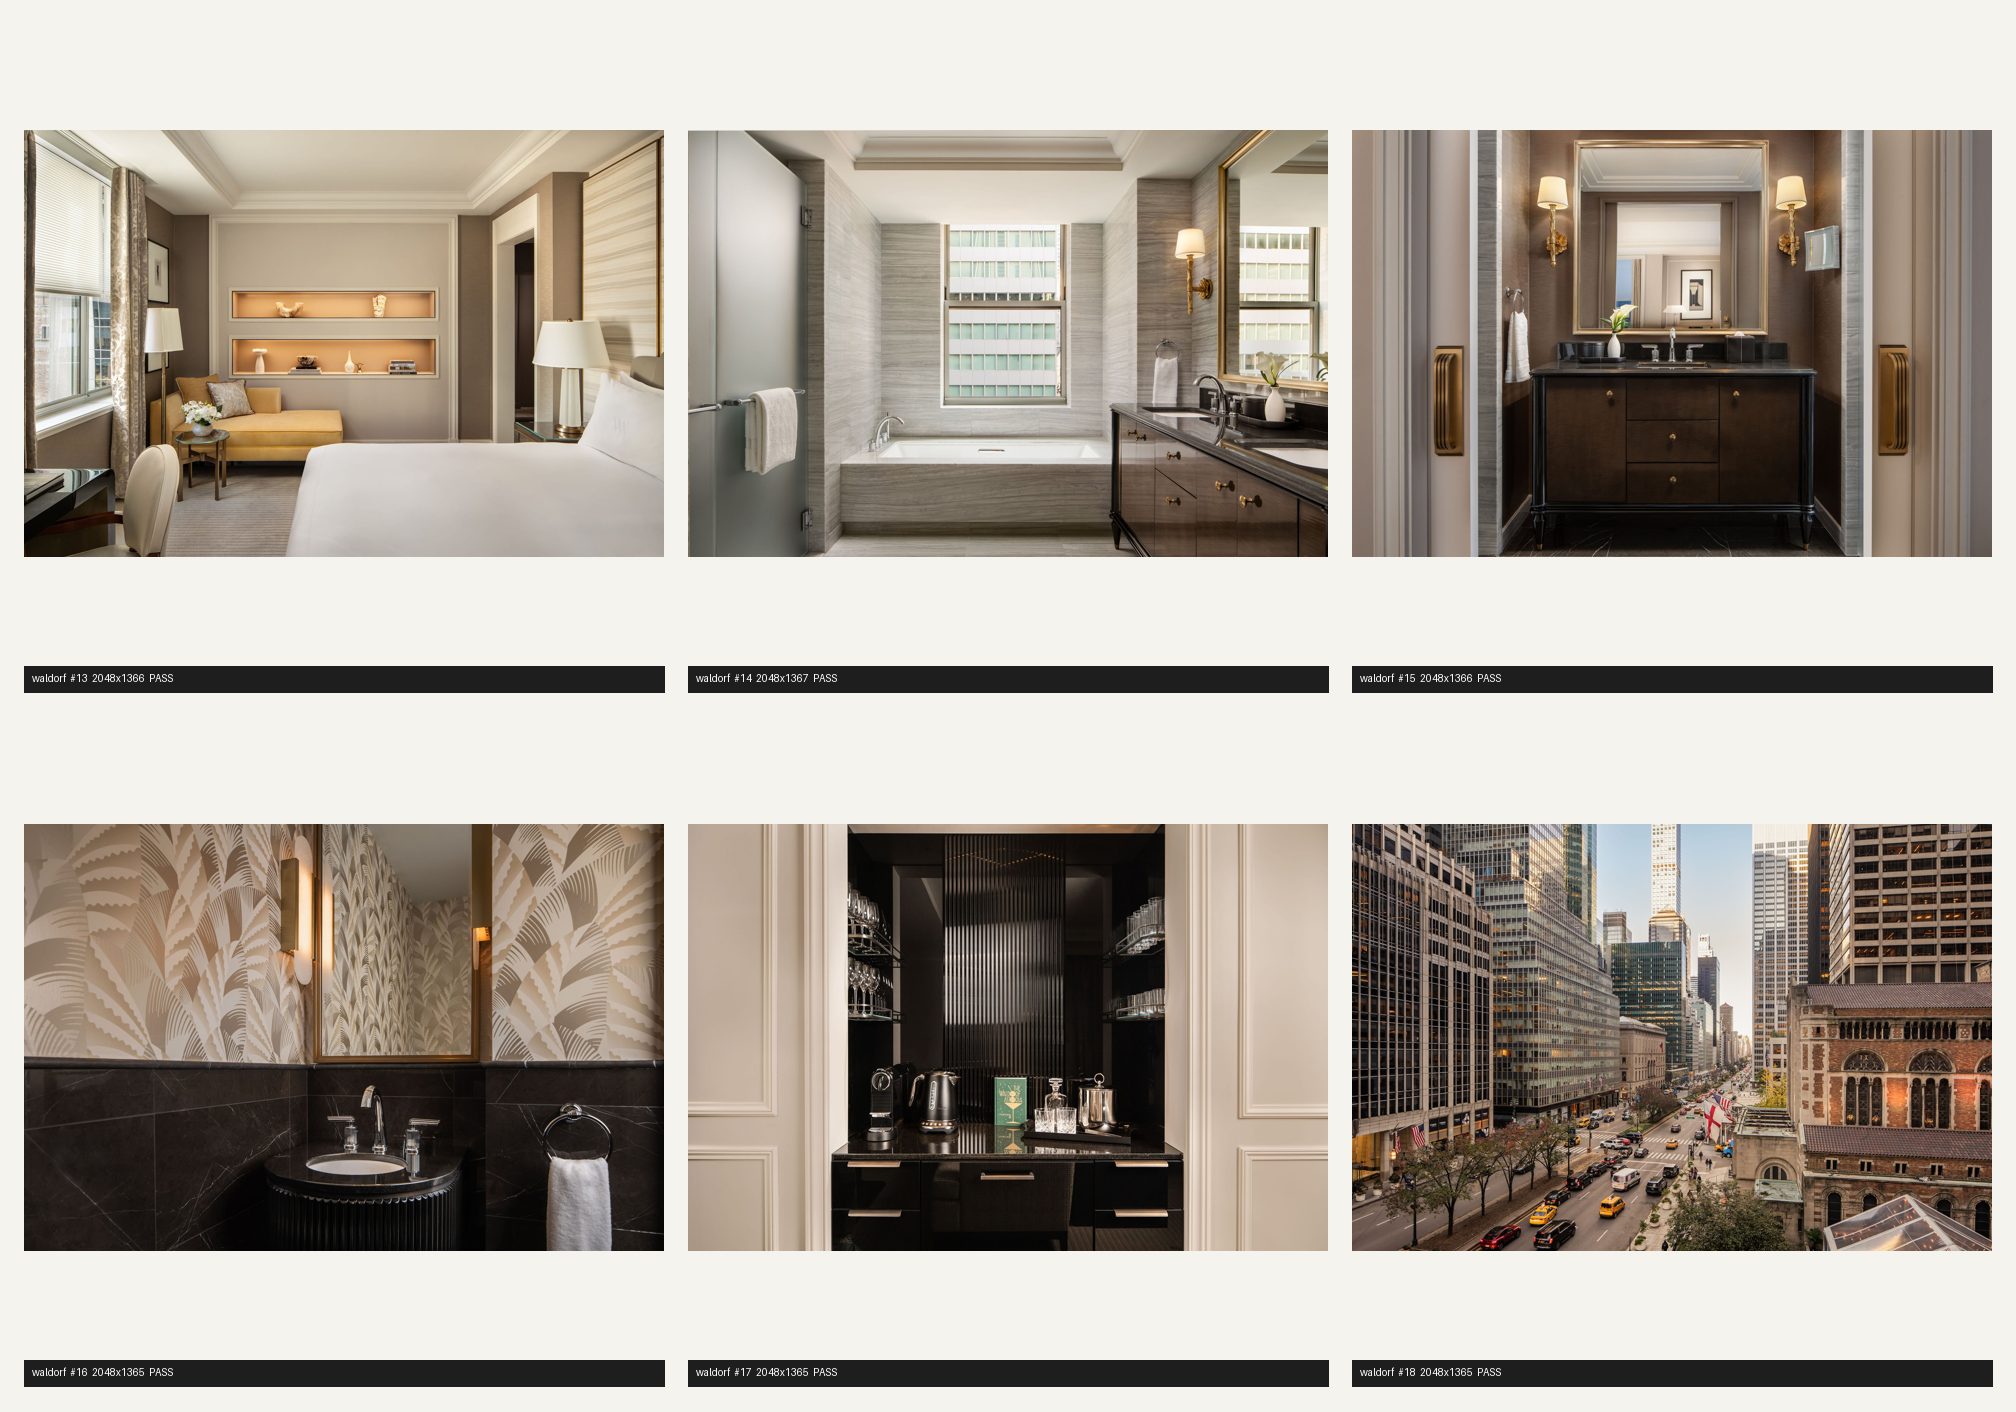 waldorf #13 2048x1366 PASS
waldorf #14 2048x1367 PASS
waldorf #15 2048x1366 PASS
waldorf #16 2048x1365 PASS
waldorf #17 2048x1365 PASS
waldorf #18 2048x1365 PASS